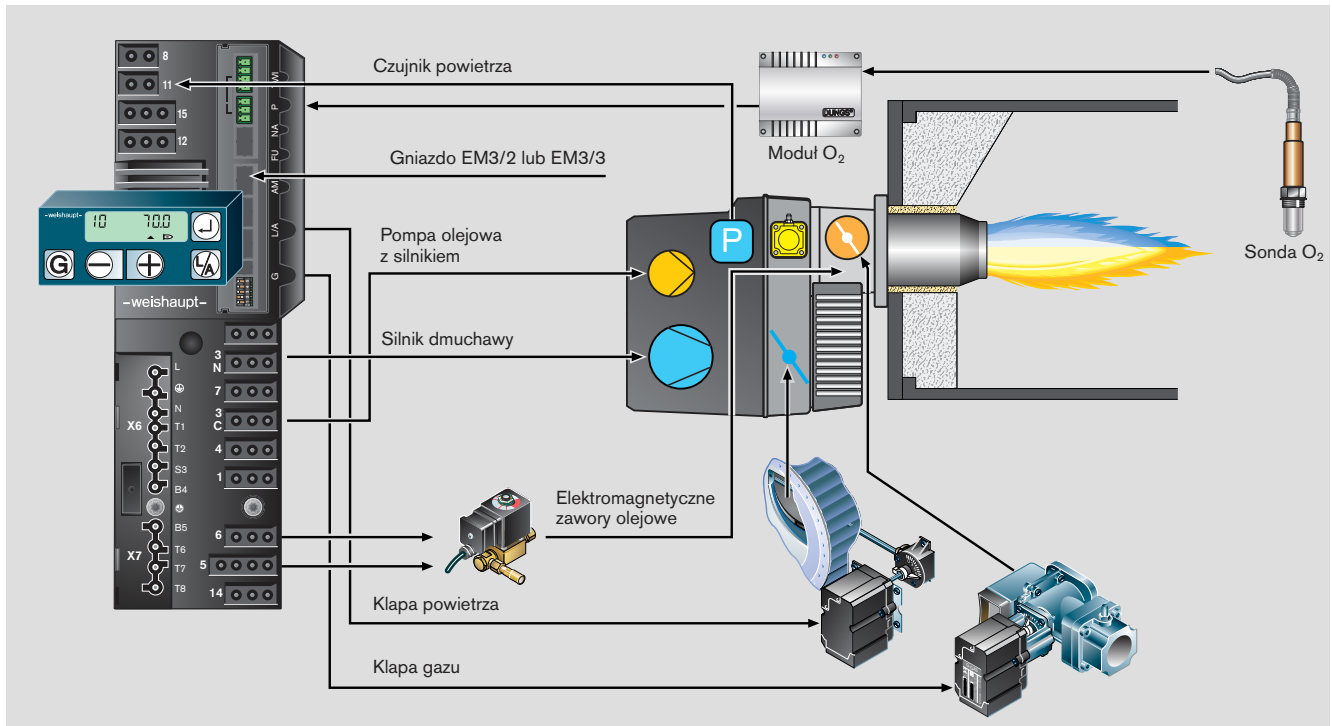 8
11
15
12
WI
P
NA
FU
AM
L/A
G
Czujnik powietrza
DUNGS®
Moduł O₂
Sonda O₂
Gniazdo EM3/2 lub EM3/3
-weishaupt-
10 70.0
G
L/A
P
Pompa olejowa
z silnikiem
-weishaupt-
Silnik dmuchawy
3
N
7
3
C
4
1
6
5
14
L
N
T1
T2
S3
B4
X6
B5
T6
T7
T8
X7
Elektromagnetyczne
zawory olejowe
Klapa powietrza
Klapa gazu